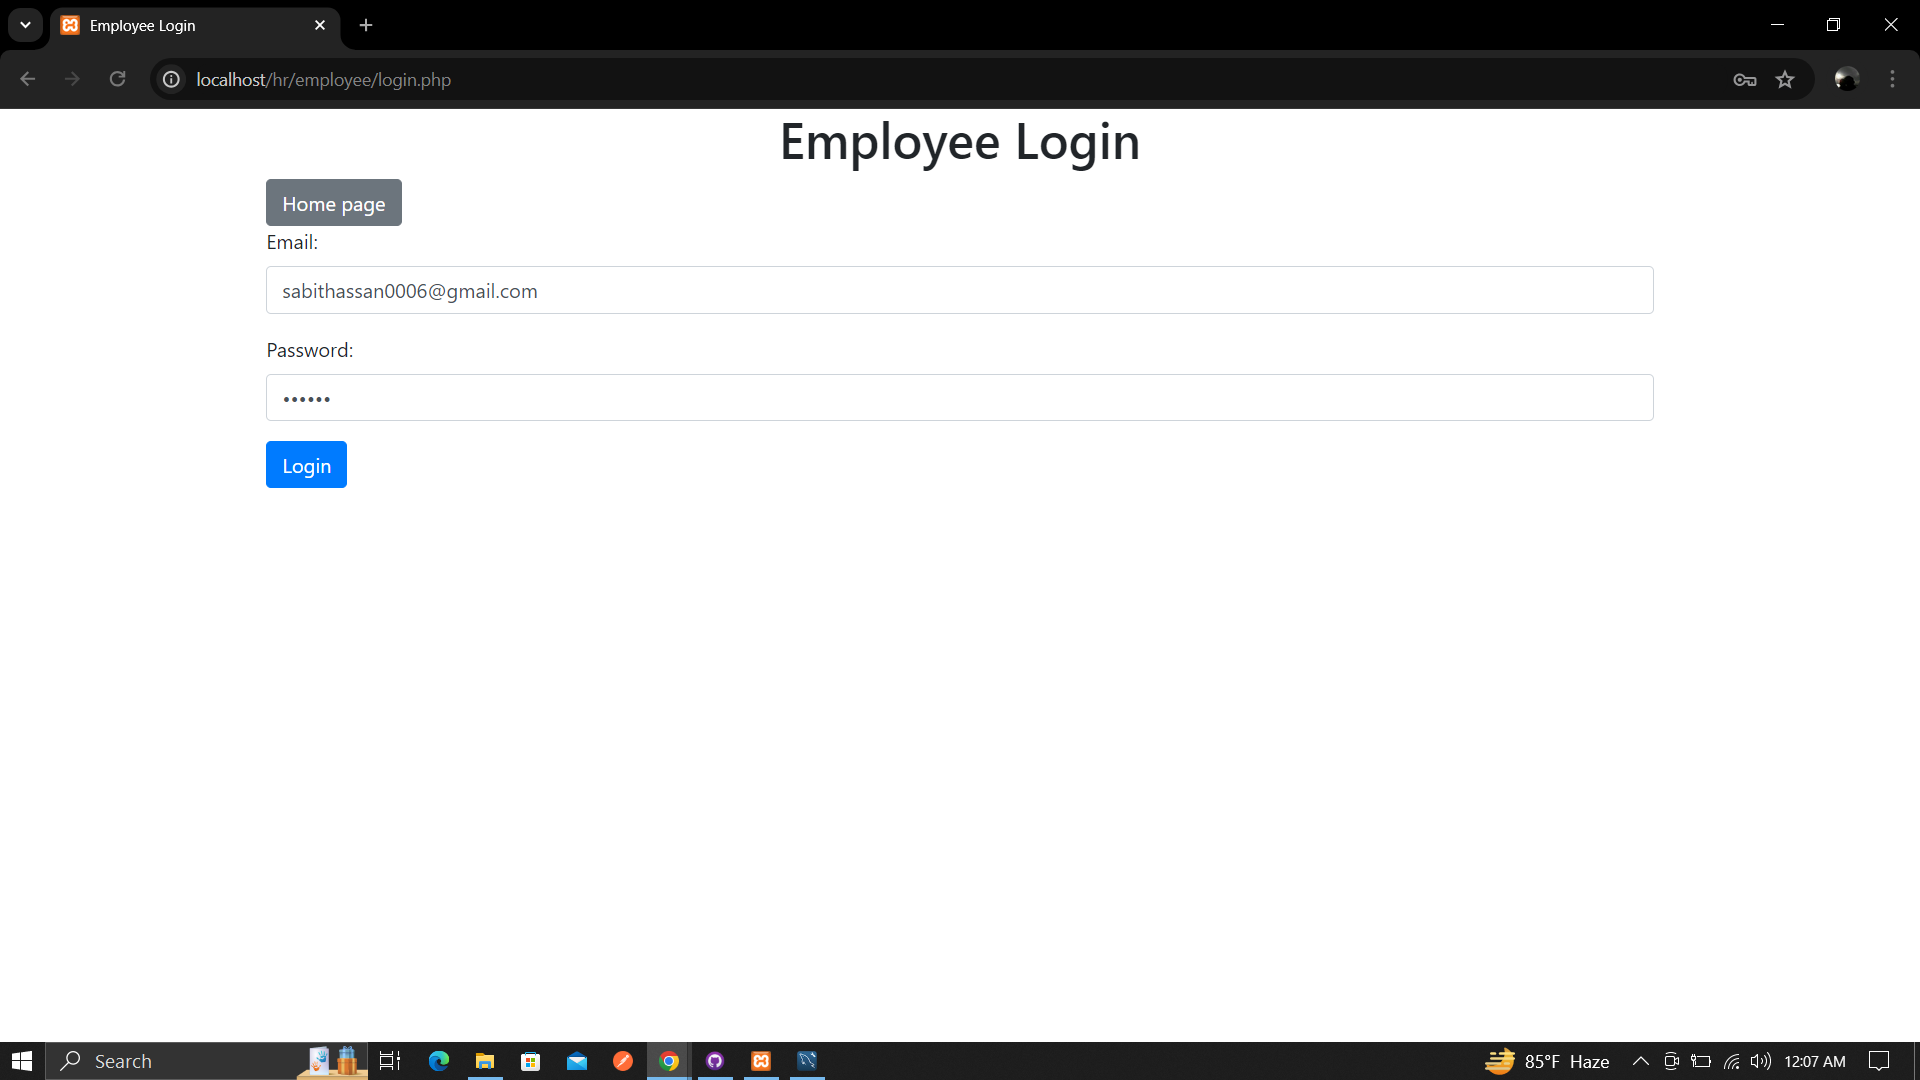 Employee Login
localhost/hr/employee/login.php
Employee Login
Home page
Email:
sabithassan0006@gmail.com
Password:
••••••
Login
Search
85°F Haze
12:07 AM